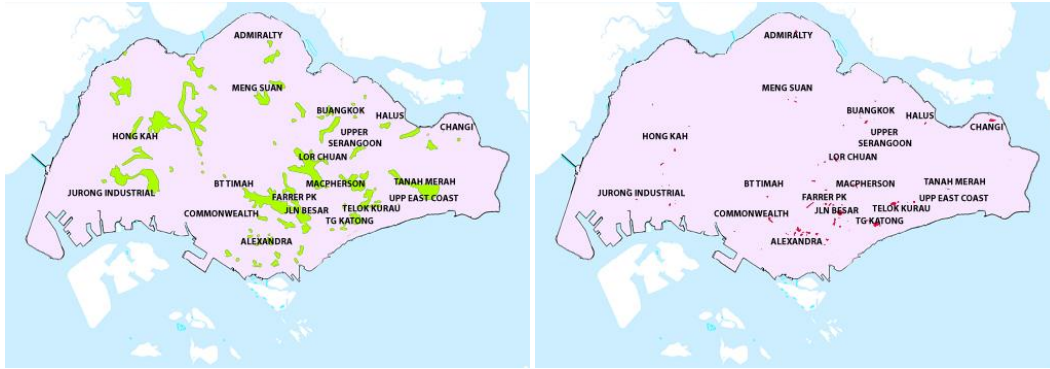 ADMIRALTY
MENG SUAN
BUANGKOK
HALUS
CHANGI
UPPER
SERANGOON
HONG KAH
LOR CHUAN
JURONG INDUSTRIAL
BT TIMAH
MACPHERSON
TANAH MERAH
FARRER PK
UPP EAST COAST
COMMONWEALTH
JLN BESAR
TELOK KURAU
TG KATONG
ALEXANDRA
ADMIRALTY
MENG SUAN
BUANGKOK
HALUS
CHANGI
UPPER
SERANGOON
HONG KAH
LOR CHUAN
JURONG INDUSTRIAL
BT TIMAH
MACPHERSON
TANAH MERAH
FARRER PK
UPP EAST COAST
COMMONWEALTH
JLN BESAR
TELOK KURAU
TG KATONG
ALEXANDRA